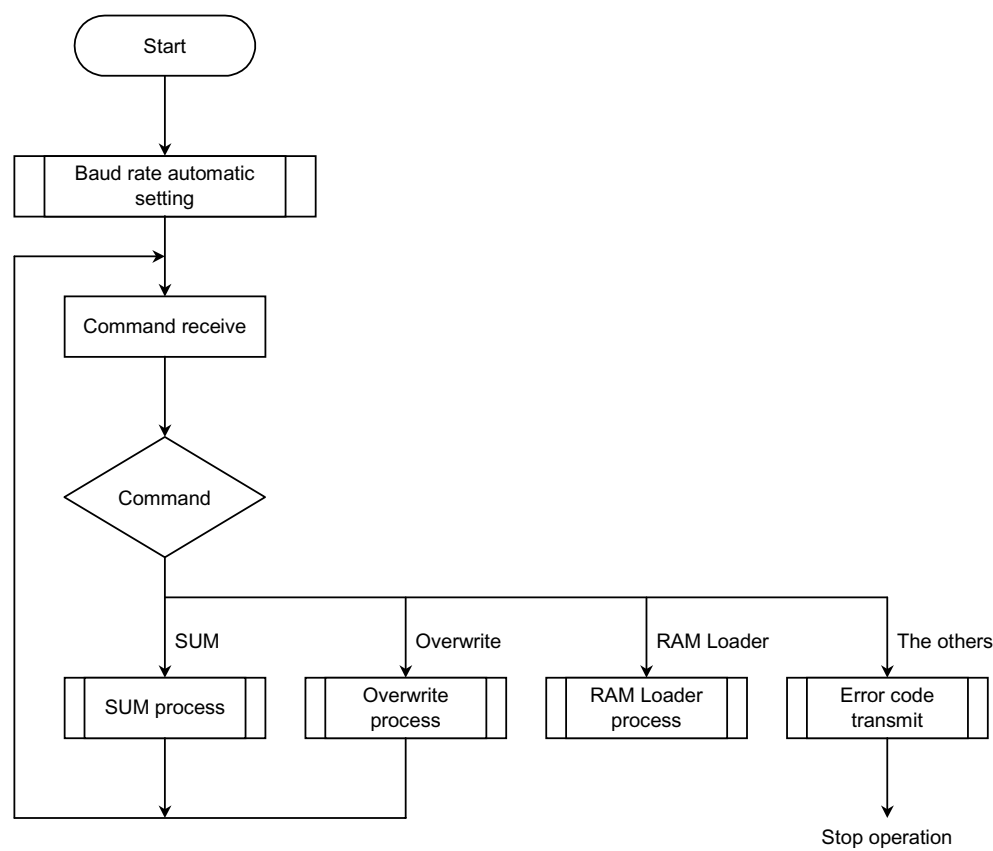 Start
Baud rate automatic
setting
Command receive
Command
SUM
Overwrite
RAM Loader
The others
SUM process
Overwrite
process
RAM Loader
process
Error code
transmit
Stop operation